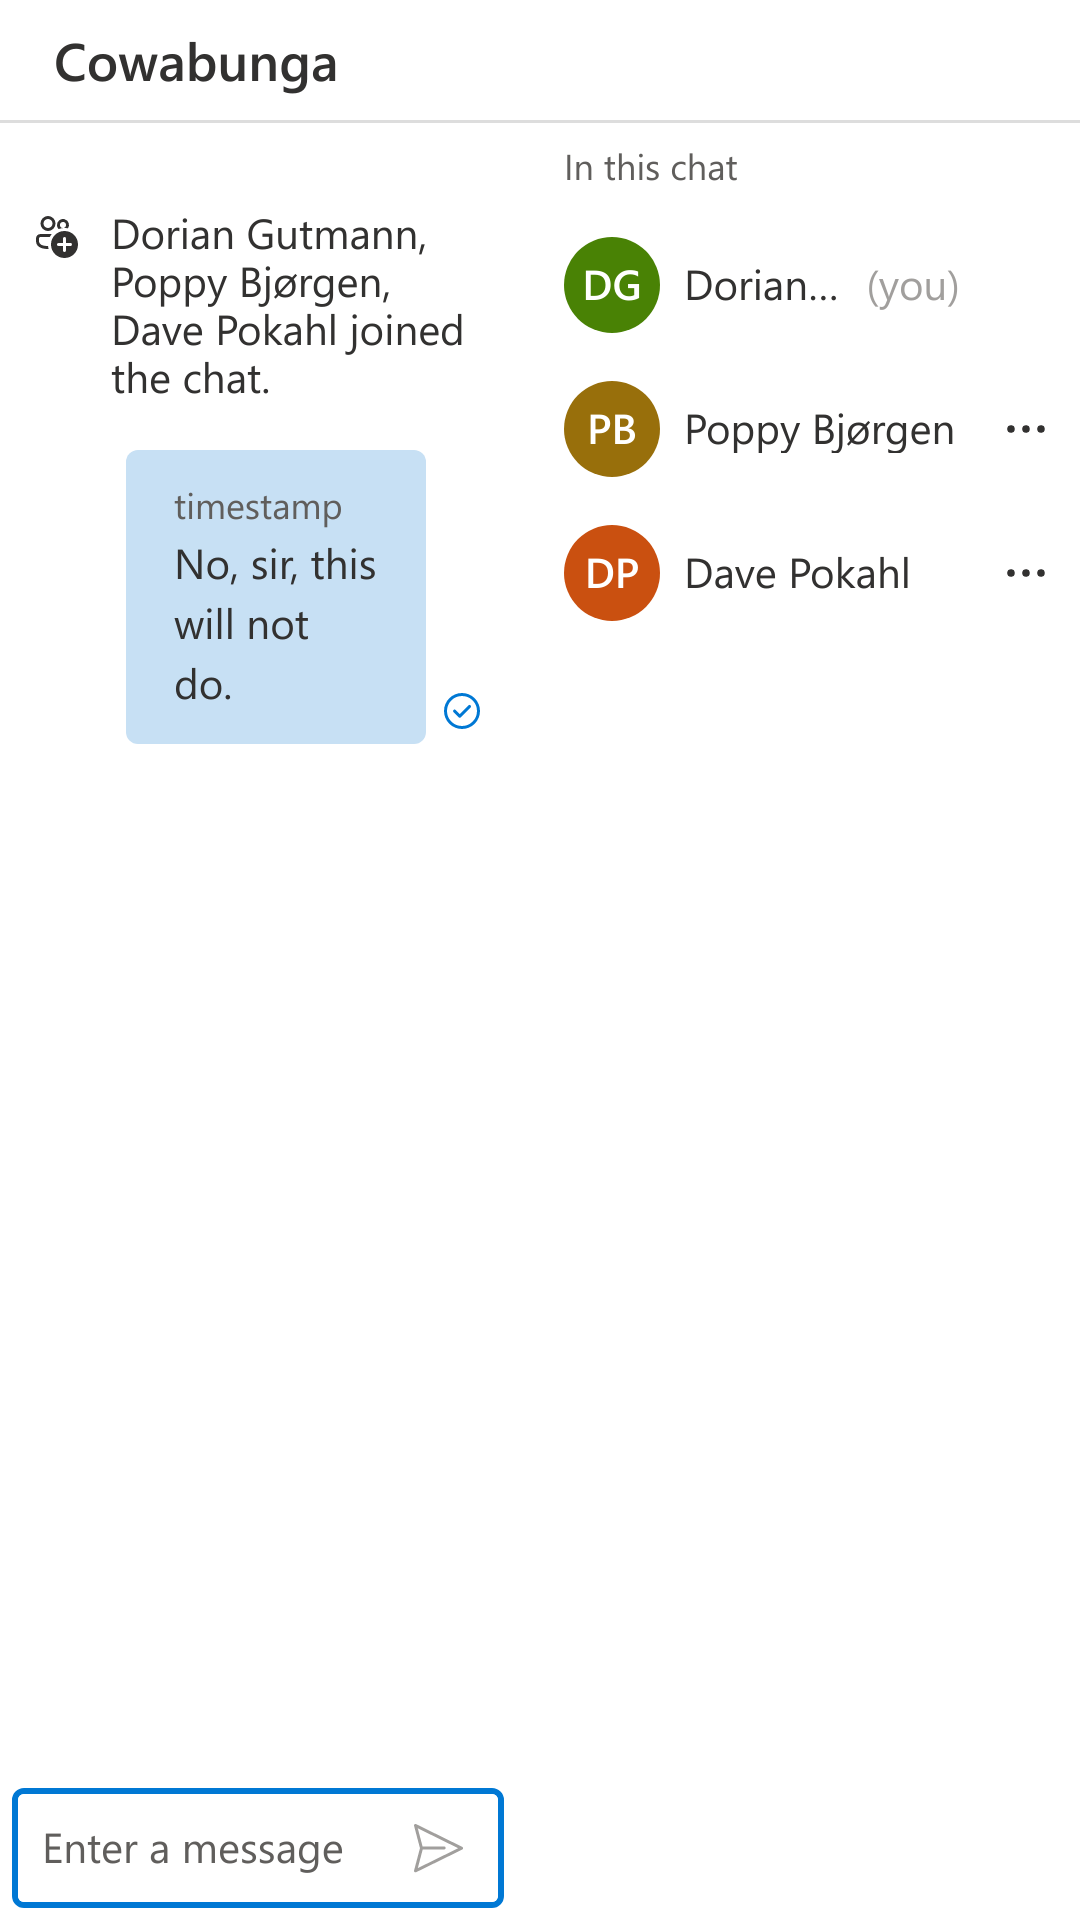 Cowabunga
Dorian Gutmann,
Poppy Bjørgen,
Dave Pokahl joined
the chat.
timestamp
No, sir, this
will not
do.
In this chat
DG Dorian... (you)
PB Poppy Bjørgen
DP Dave Pokahl
Enter a message